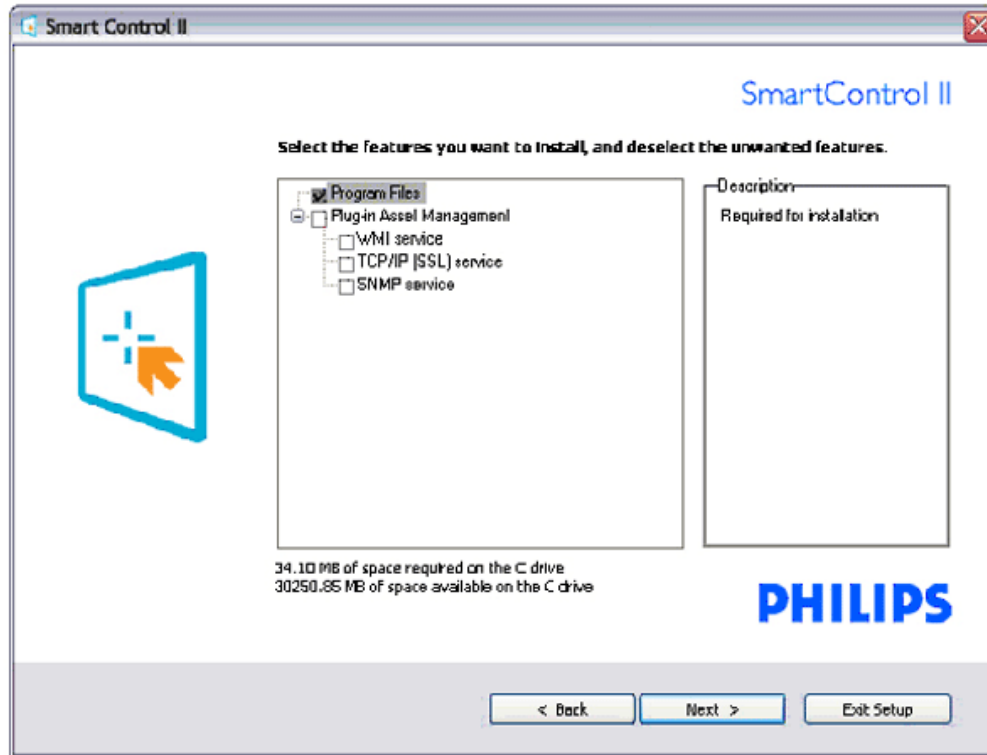 Smart Control II
SmartControl II
Select the features you want to install, and deselect the unwanted features.
Program Files
Plug-in Asset Management
WMI service
TCP/IP (SSL) service
SNMP service
Description
Required for installation
34.10 MB of space required on the C drive
30250.85 MB of space available on the C drive
PHILIPS
< Back
Next >
Exit Setup